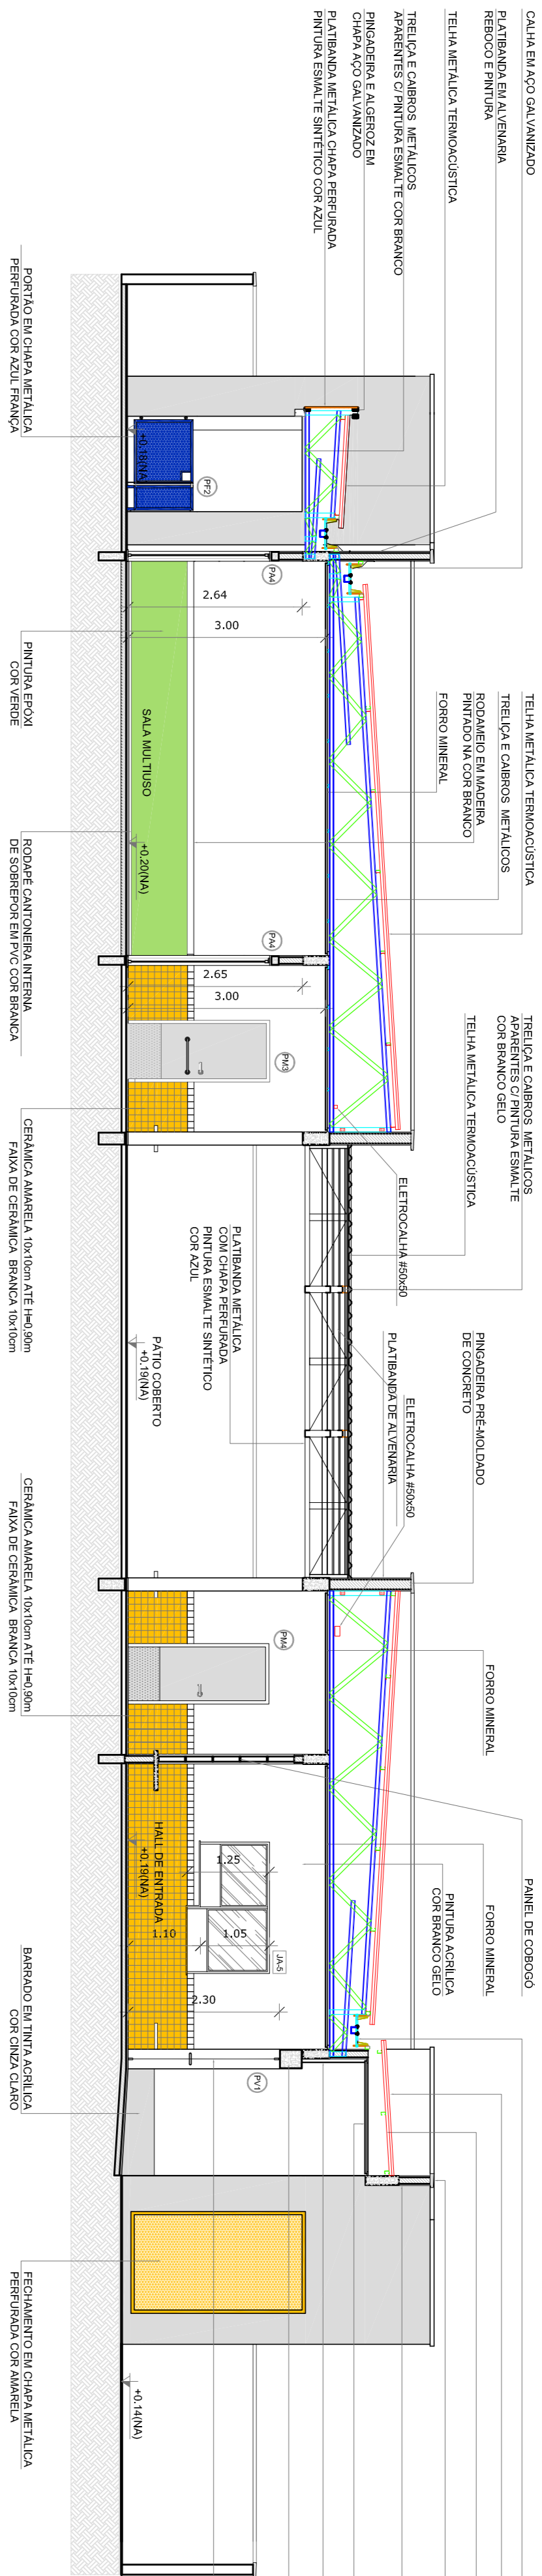 CALHA EM AÇO GALVANIZADO
PLATIBANDA EM ALVENARIA
REBOCO E PINTURA
TELHA METÁLICA TERMOACÚSTICA
TRELIÇA E CAIBROS METÁLICOS
APARENTES C/ PINTURA ESMALTE COR BRANCO
PINGADEIRA E ALGEROZ EM
CHAPA AÇO GALVANIZADO
PLATIBANDA METÁLICA CHAPA PERFURADA
PINTURA ESMALTE SINTÉTICO COR AZUL
TELHA METÁLICA TERMOACÚSTICA
TRELIÇA E CAIBROS METÁLICOS
RODAMEIO EM MADEIRA
PINTADO NA COR BRANCO
FORRO MINERAL
TRELIÇA E CAIBROS METÁLICOS
APARENTES C/ PINTURA ESMALTE
COR BRANCO GELO
TELHA METÁLICA TERMOACÚSTICA
ELETROCALHA #50x50
PLATIBANDA METÁLICA
COM CHAPA PERFURADA
PINTURA ESMALTE SINTÉTICO
COR AZUL
PINGADEIRA PRÉ-MOLDADO
DE CONCRETO
PLATIBANDA DE ALVENARIA
ELETROCALHA #50x50
FORRO MINERAL
PAINEL DE COBOGÓ
FORRO MINERAL
PINTURA ACRÍLICA
COR BRANCO GELO
+0.18(NA)
PF2
PA4
2.64
3.00
SALA MULTIUSO
+0.20(NA)
PA4
2.65
3.00
PM3
PÁTIO COBERTO
+0.19(NA)
PM4
HALL DE ENTRADA
+0.19(NA)
1.25
1.10
1.05
JA-5
2.30
PV1
+0.14(NA)
PORTÃO EM CHAPA METÁLICA
PERFURADA COR AZUL FRANÇA
PINTURA EPÓXI
COR VERDE
RODAPÉ CANTONEIRA INTERNA
DE SOBREPOR EM PVC COR BRANCA
CERÂMICA AMARELA 10x10cm ATÉ H=0,90m
FAIXA DE CERÂMICA BRANCA 10x10cm
CERÂMICA AMARELA 10x10cm ATÉ H=0,90m
FAIXA DE CERÂMICA BRANCA 10x10cm
BARRADO EM TINTA ACRÍLICA
COR CINZA CLARO
FECHAMENTO EM CHAPA METÁLICA
PERFURADA COR AMARELA